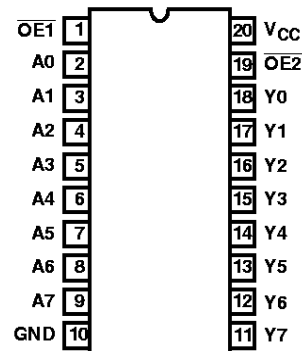 OE1 1 20 VCC
A0 2 19 OE2
A1 3 18 Y0
A2 4 17 Y1
A3 5 16 Y2
A4 6 15 Y3
A5 7 14 Y4
A6 8 13 Y5
A7 9 12 Y6
GND 10 11 Y7